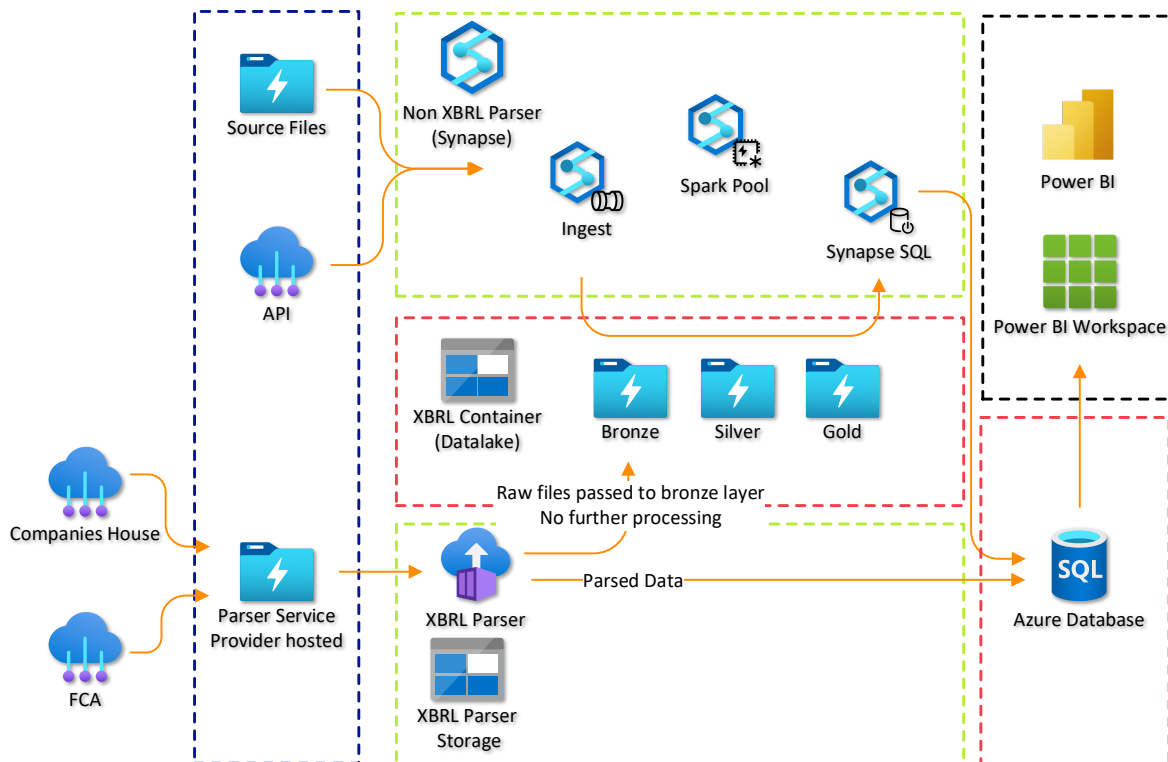 Source Files
API
Companies House
FCA
Parser Service
Provider hosted
Non XBRL Parser
(Synapse)
Ingest
Spark Pool
Synapse SQL
XBRL Container
(Datalake)
Bronze
Silver
Gold
Raw files passed to bronze layer
No further processing
XBRL Parser
Parsed Data
XBRL Parser
Storage
Power BI
Power BI Workspace
SQL
Azure Database